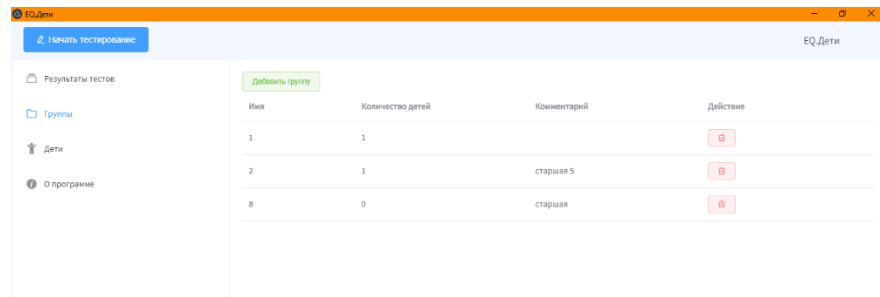 EQ.Дети
Начать тестирование
EQ.Дети
Результаты тестов
Группы
Дети
О программе
Добавить группу
Имя Количество детей Комментарий Действие
1 1
2 1 старшая 5
8 0 старшая